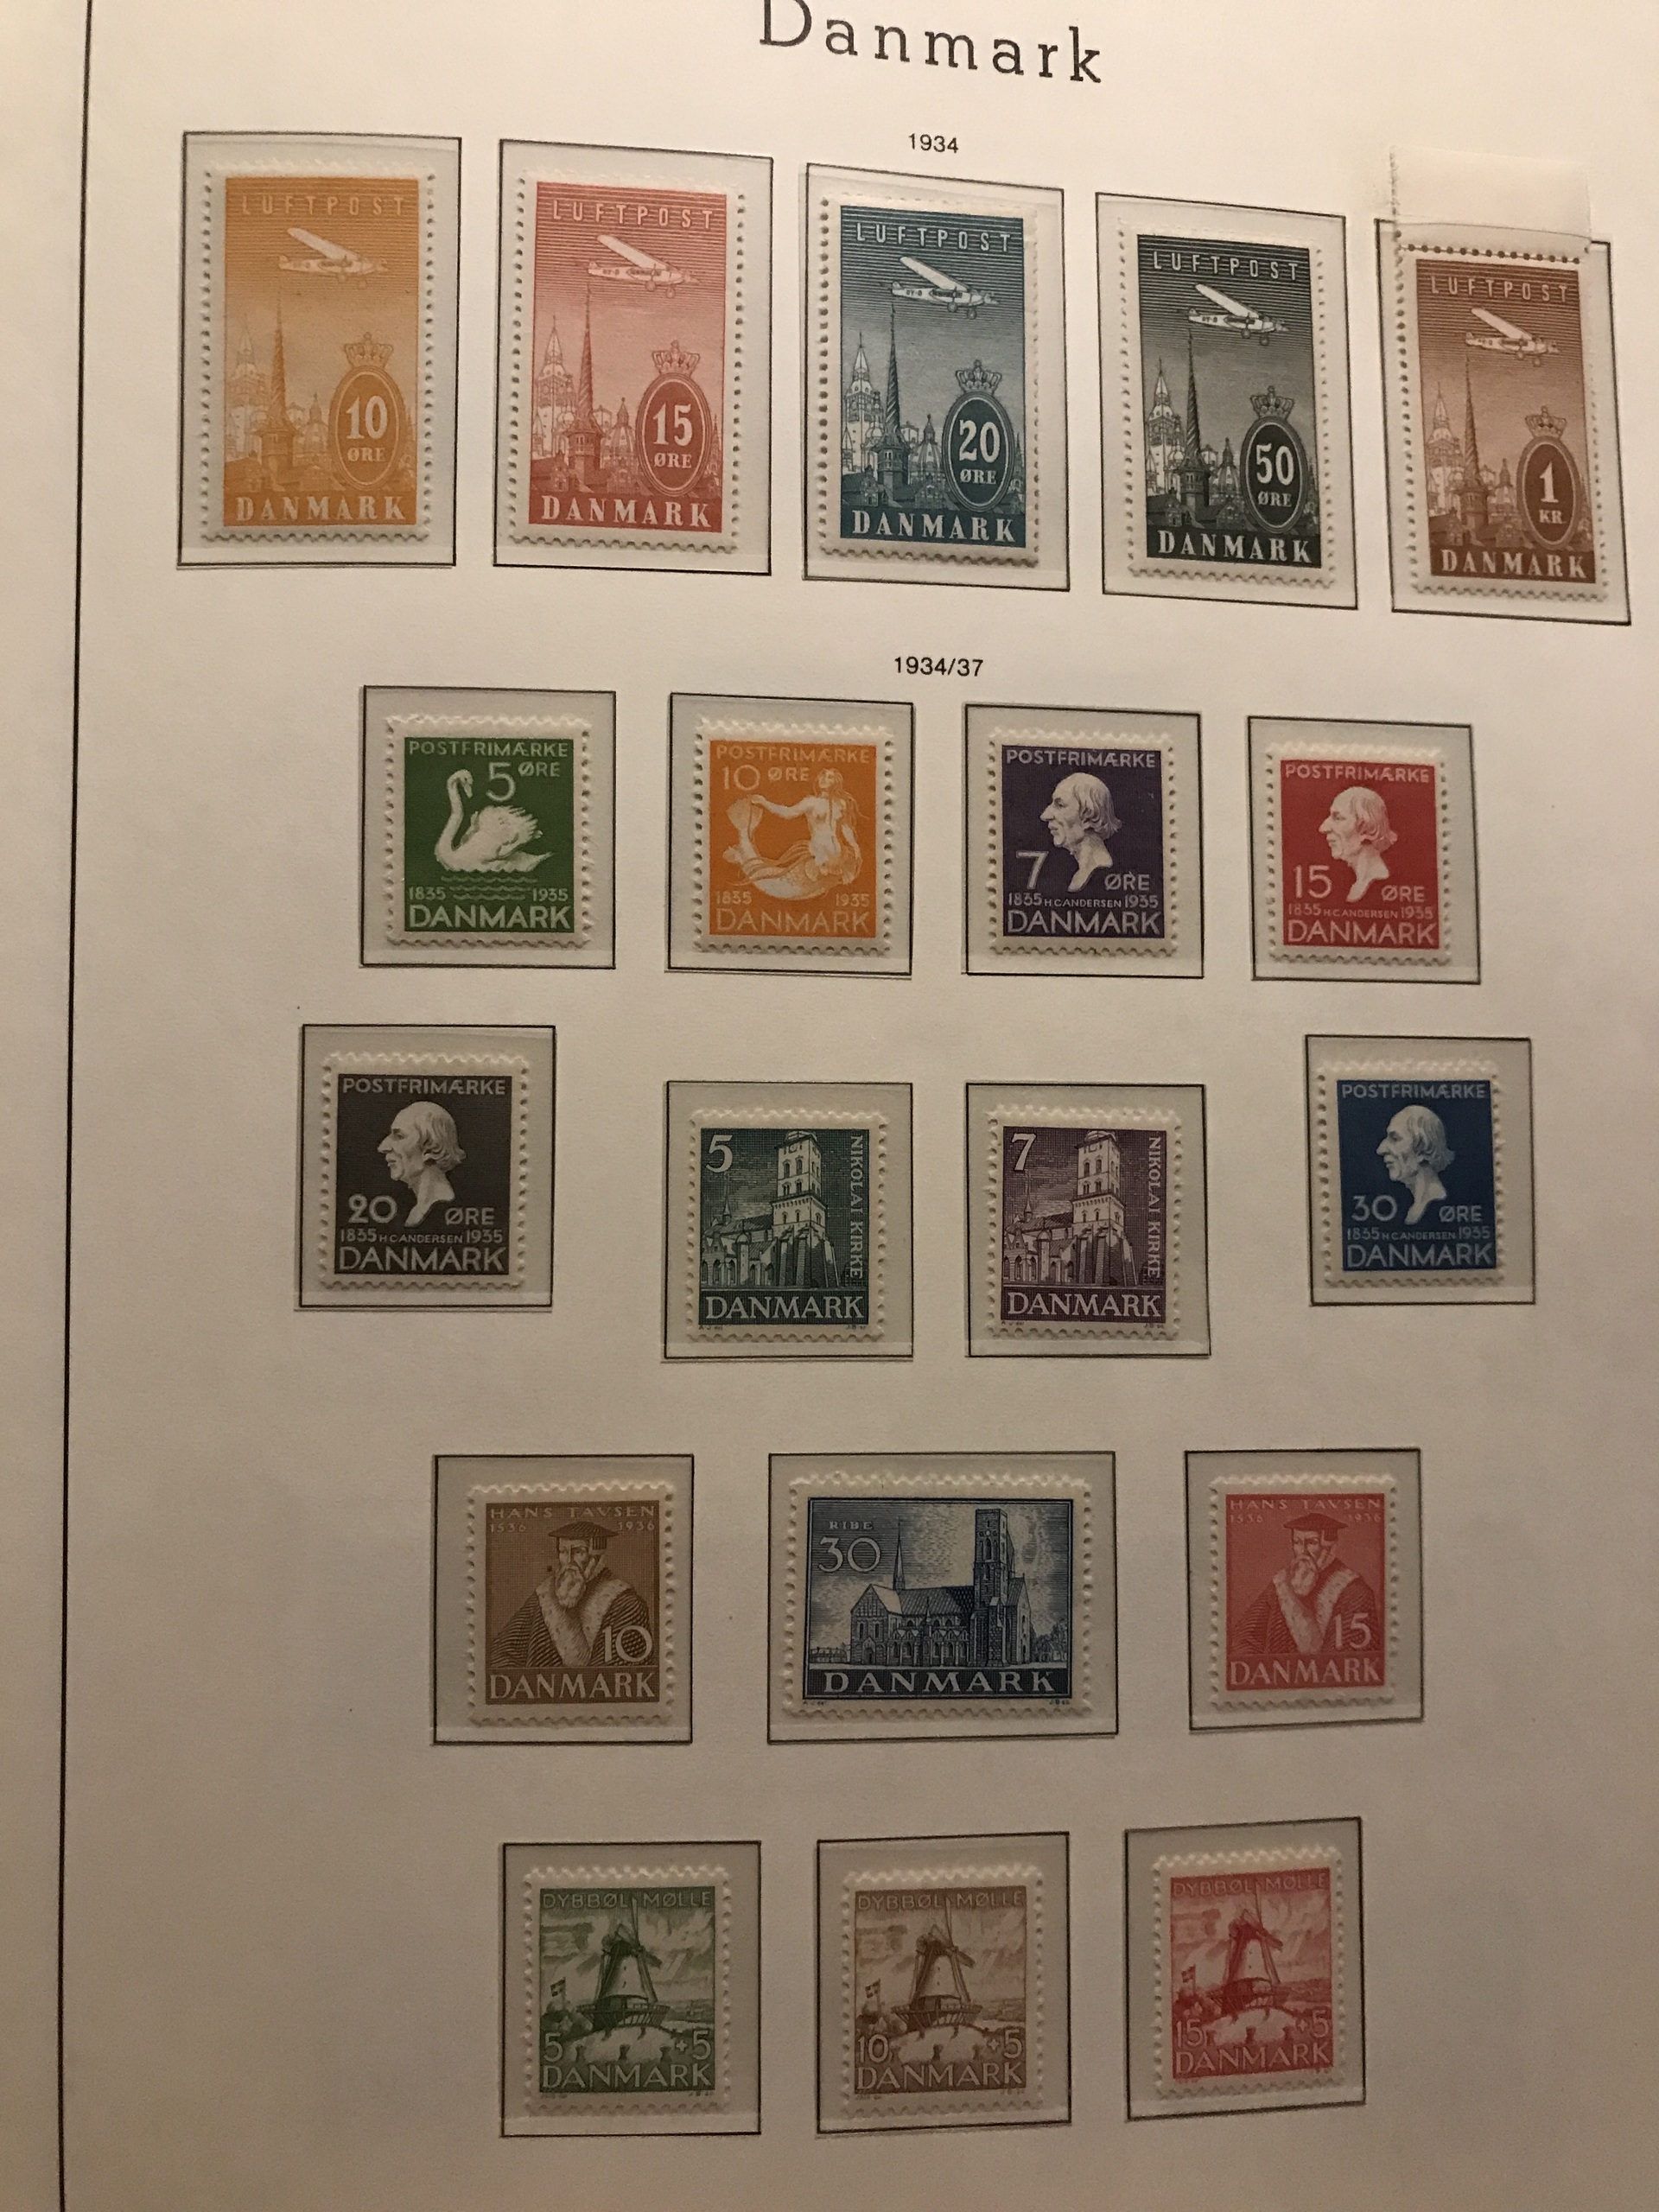 Danmark
1934
LUFTPOST
10
ØRE
DANMARK
LUFTPOST
15
ØRE
DANMARK
LUFTPOST
20
ØRE
DANMARK
LUFTPOST
50
ØRE
DANMARK
LUFTPOST
1
KR
DANMARK
1934/37
POSTFRIMÆRKE
5 ØRE
1835 1935
DANMARK
POSTFRIMÆRKE
10 ØRE
1835 1935
DANMARK
POSTFRIMÆRKE
7 ØRE
1835 H C ANDERSEN 1935
DANMARK
POSTFRIMÆRKE
15 ØRE
1835 H C ANDERSEN 1935
DANMARK
POSTFRIMÆRKE
20 ØRE
1835 H C ANDERSEN 1935
DANMARK
5
NIKOLAI KIRKE
DANMARK
7
NIKOLAI KIRKE
DANMARK
POSTFRIMÆRKE
30 ØRE
1835 H C ANDERSEN 1935
DANMARK
HANS TAVSEN
1536 1936
10
DANMARK
RIBE
30
DANMARK
HANS TAVSEN
1536 1936
15
DANMARK
DYBBØL MØLLE
5 +5
DANMARK
DYBBØL MØLLE
10 +5
DANMARK
DYBBØL MØLLE
15 +5
DANMARK